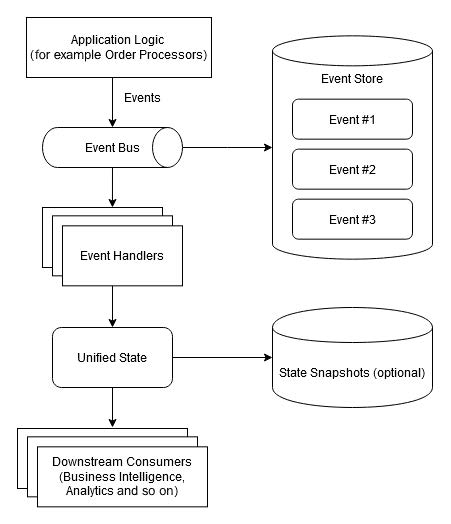 Application Logic
(for example Order Processors)
Events
Event Bus
Event Store
Event #1
Event #2
Event #3
Event Handlers
Unified State
State Snapshots (optional)
Downstream Consumers
(Business Intelligence,
Analytics and so on)